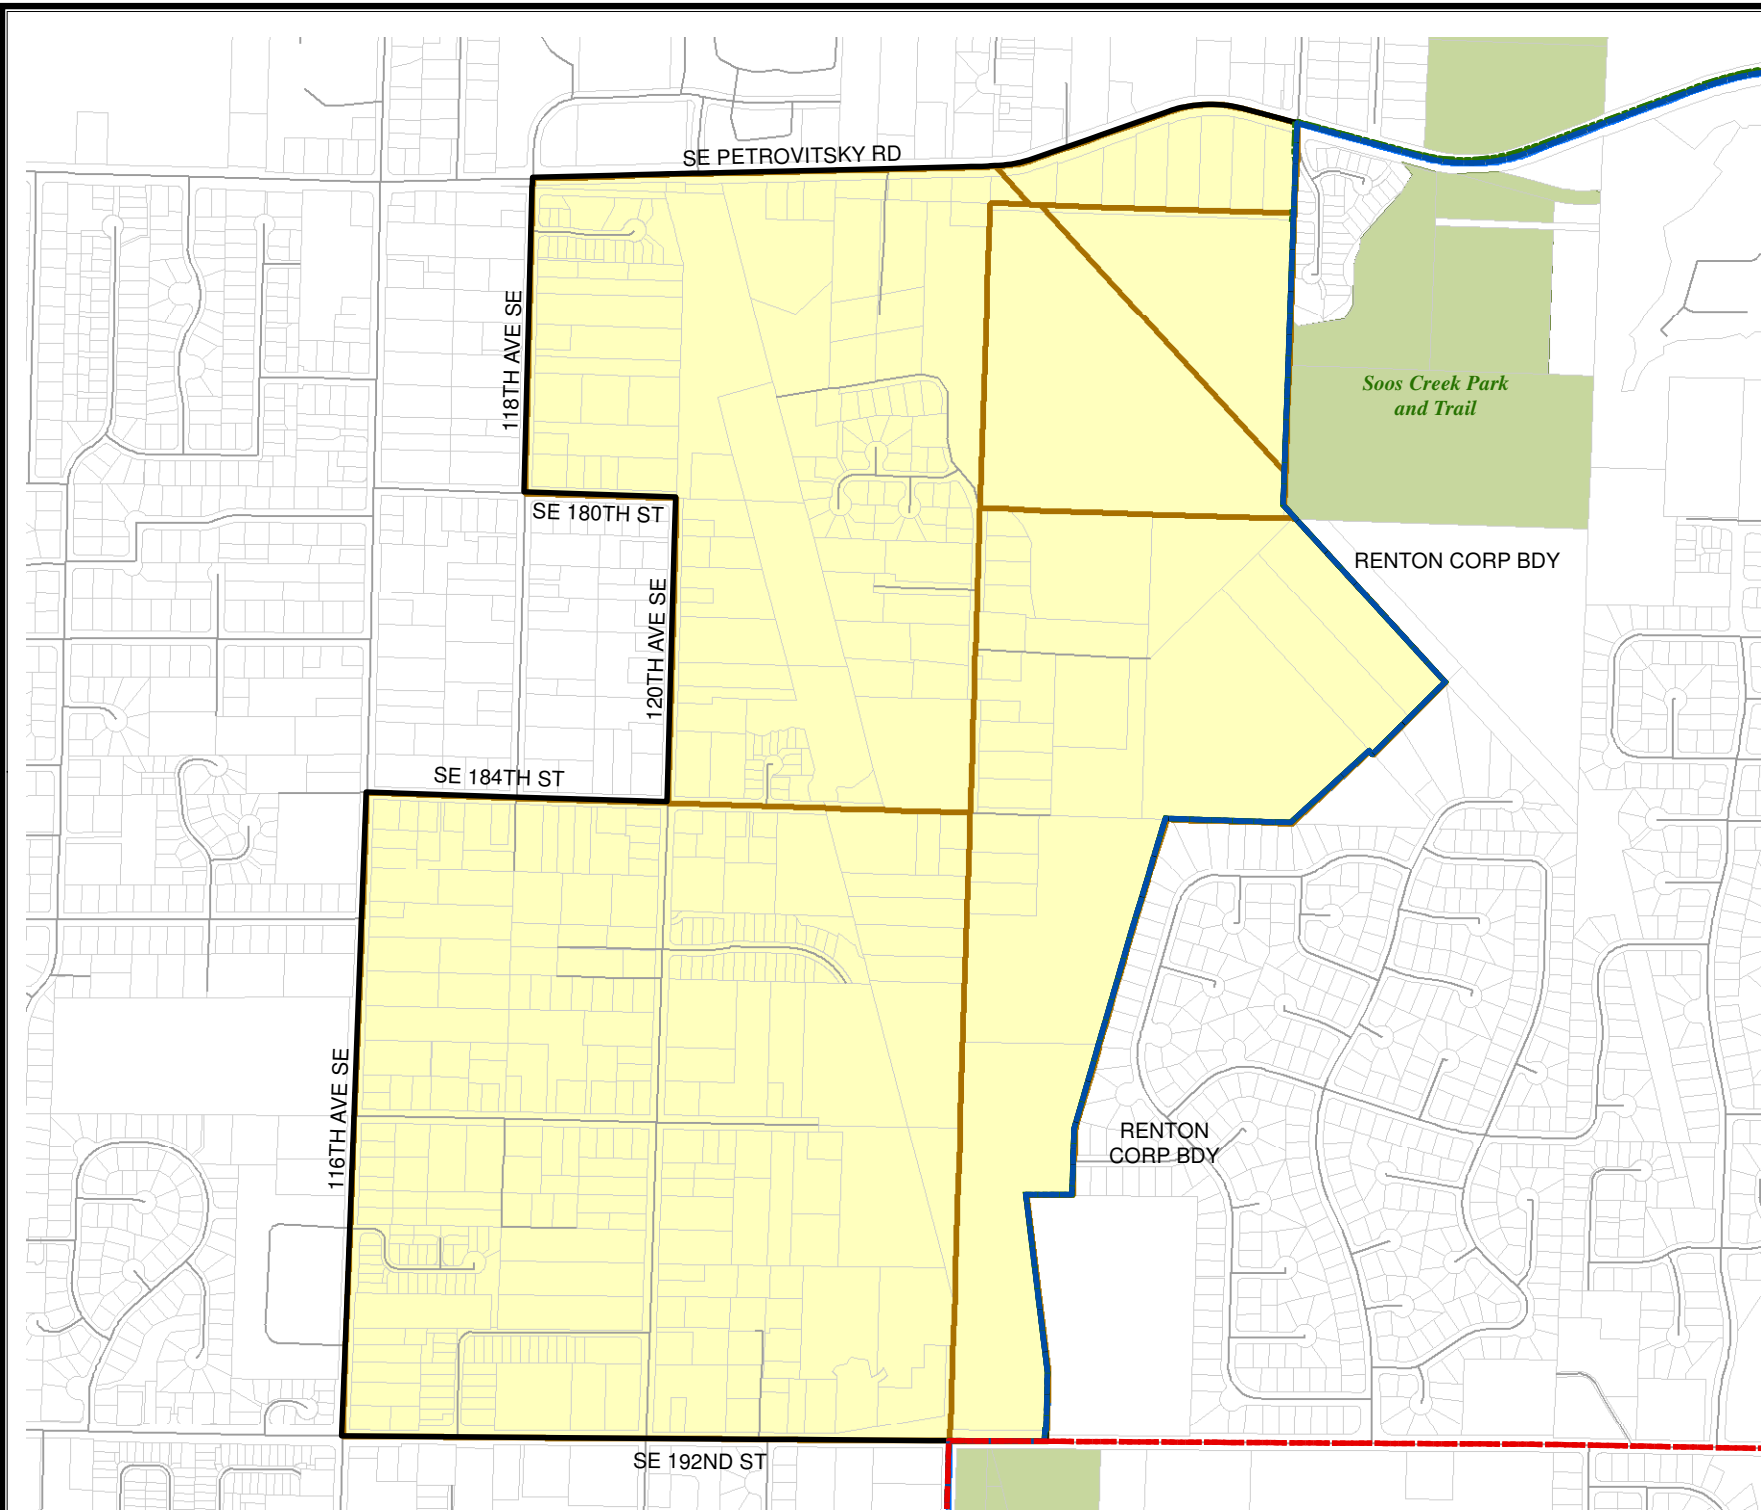 SE PETROVITSKY RD
118TH AVE SE
Soos Creek Park
and Trail
SE 180TH ST
RENTON CORP BDY
120TH AVE SE
SE 184TH ST
116TH AVE SE
RENTON
CORP BDY
SE 192ND ST